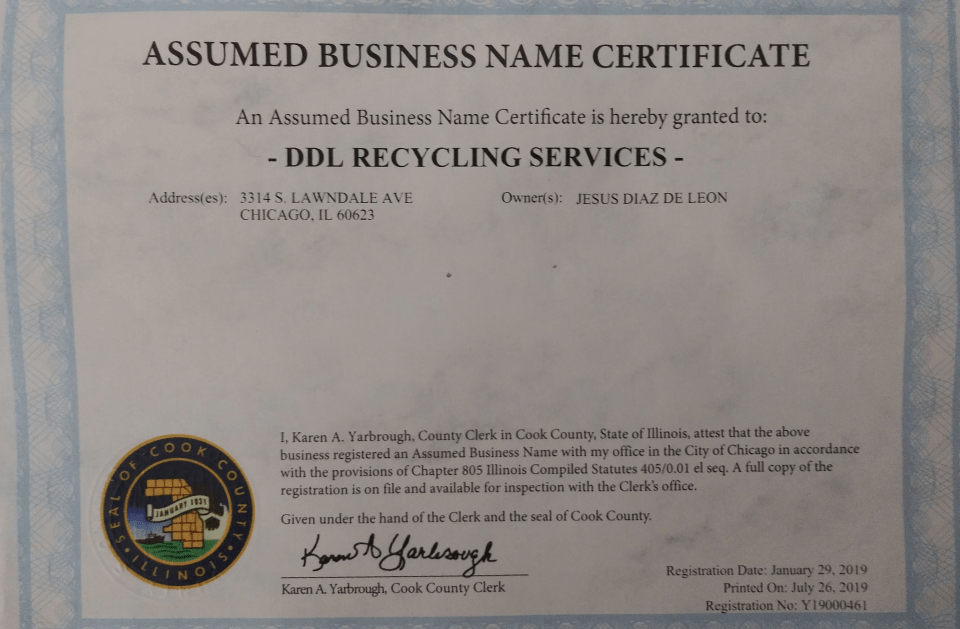 ASSUMED BUSINESS NAME CERTIFICATE
An Assumed Business Name Certificate is hereby granted to:
- DDL RECYCLING SERVICES -
Address(es): 3314 S. LAWNDALE AVE
CHICAGO, IL 60623
Owner(s): JESUS DIAZ DE LEON
I, Karen A. Yarbrough, County Clerk in Cook County, State of Illinois, attest that the above
business registered an Assumed Business Name with my office in the City of Chicago in accordance
with the provisions of Chapter 805 Illinois Compiled Statutes 405/0.01 el seq. A full copy of the
registration is on file and available for inspection with the Clerk's office.
Given under the hand of the Clerk and the seal of Cook County.
SEAL OF COOK COUNTY
ILLINOIS
JANUARY 1831
Karen A Yarbrough
Karen A. Yarbrough, Cook County Clerk
Registration Date: January 29, 2019
Printed On: July 26, 2019
Registration No: Y19000461